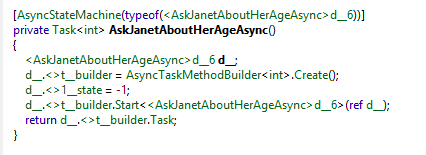 [AsyncStateMachine(typeof(<AskJanetAboutHerAgeAsync>d__6))]
private Task<int> AskJanetAboutHerAgeAsync()
{
<AskJanetAboutHerAgeAsync>d__6 d__;
d__.<>t__builder = AsyncTaskMethodBuilder<int>.Create();
d__.<>1__state = -1;
d__.<>t__builder.Start<<AskJanetAboutHerAgeAsync>d__6>(ref d__);
return d__.<>t__builder.Task;
}